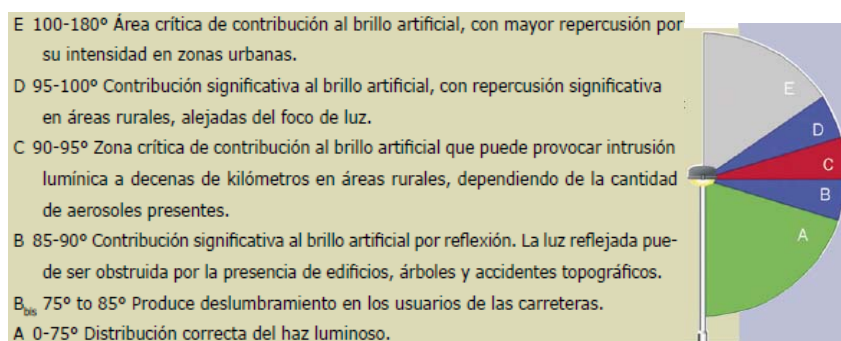 E 100-180º Área crítica de contribución al brillo artificial, con mayor repercusión por
su intensidad en zonas urbanas.
D 95-100º Contribución significativa al brillo artificial, con repercusión significativa
en áreas rurales, alejadas del foco de luz.
C 90-95º Zona crítica de contribución al brillo artificial que puede provocar intrusión
lumínica a decenas de kilómetros en áreas rurales, dependiendo de la cantidad
de aerosoles presentes.
B 85-90º Contribución significativa al brillo artificial por reflexión. La luz reflejada pue-
de ser obstruida por la presencia de edificios, árboles y accidentes topográficos.
Bbis 75º to 85º Produce deslumbramiento en los usuarios de las carreteras.
A 0-75º Distribución correcta del haz luminoso.
E
D
C
B
A